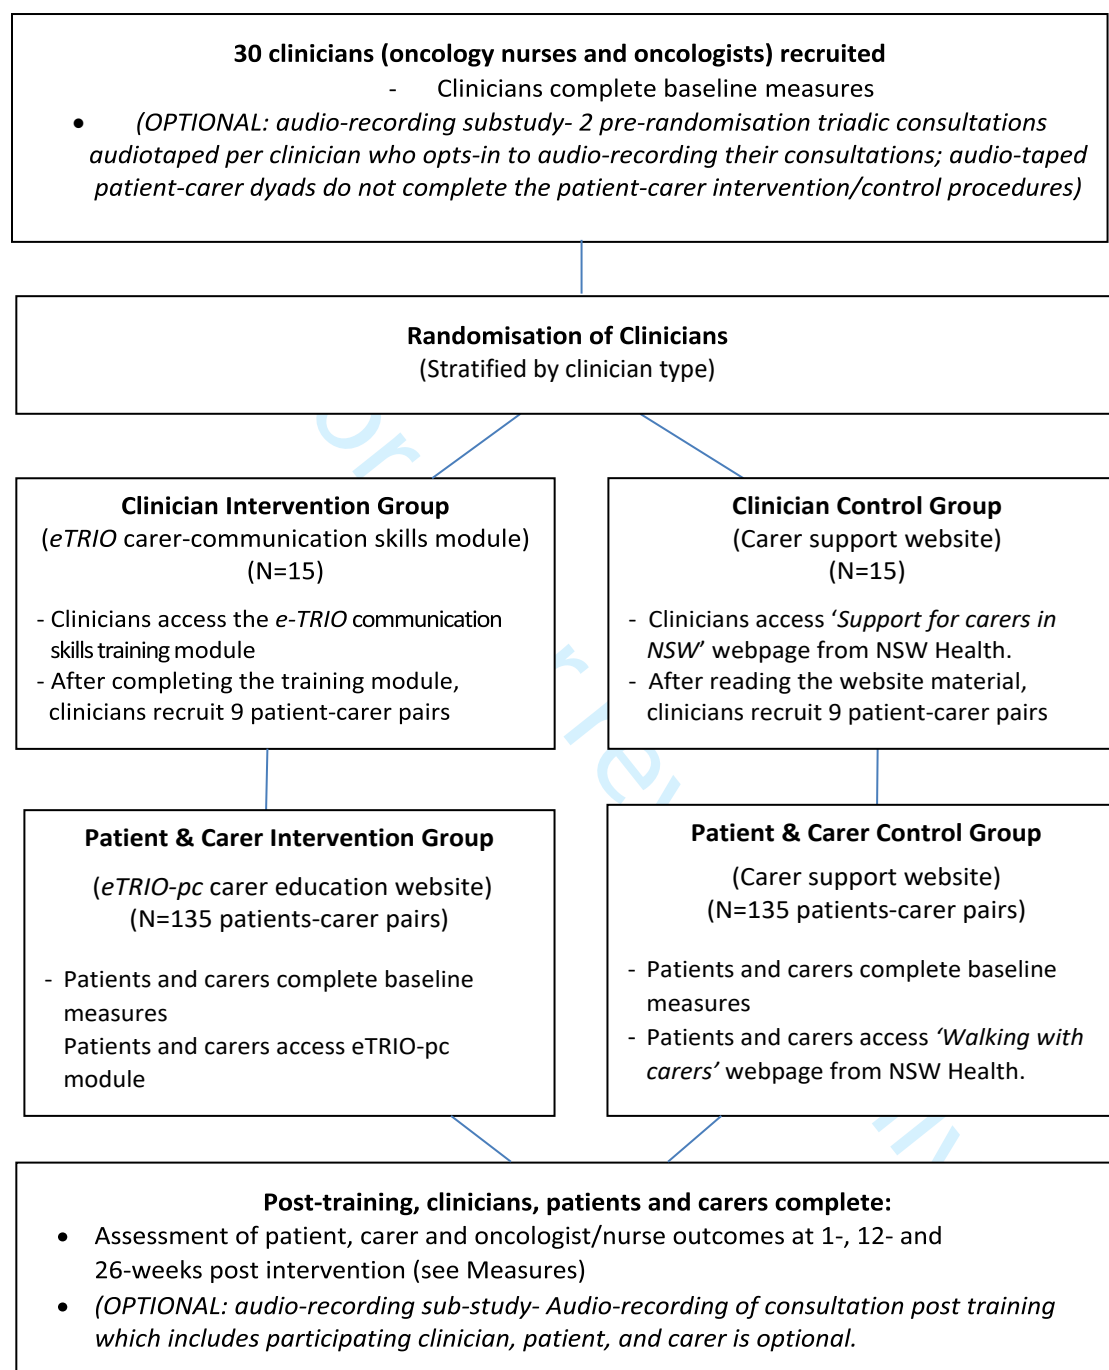 30 clinicians (oncology nurses and oncologists) recruited
- Clinicians complete baseline measures
• (OPTIONAL: audio-recording substudy- 2 pre-randomisation triadic consultations
audiotaped per clinician who opts-in to audio-recording their consultations; audio-taped
patient-carer dyads do not complete the patient-carer intervention/control procedures)
Randomisation of Clinicians
(Stratified by clinician type)
Clinician Intervention Group
(eTRIO carer-communication skills module)
(N=15)
- Clinicians access the e-TRIO communication
skills training module
- After completing the training module,
clinicians recruit 9 patient-carer pairs
Clinician Control Group
(Carer support website)
(N=15)
- Clinicians access ‘Support for carers in
NSW’ webpage from NSW Health.
- After reading the website material,
clinicians recruit 9 patient-carer pairs
Patient & Carer Intervention Group
(eTRIO-pc carer education website)
(N=135 patients-carer pairs)
- Patients and carers complete baseline
measures
Patients and carers access eTRIO-pc
module
Patient & Carer Control Group
(Carer support website)
(N=135 patients-carer pairs)
- Patients and carers complete baseline
measures
- Patients and carers access ‘Walking with
carers’ webpage from NSW Health.
Post-training, clinicians, patients and carers complete:
• Assessment of patient, carer and oncologist/nurse outcomes at 1-, 12- and
26-weeks post intervention (see Measures)
• (OPTIONAL: audio-recording sub-study- Audio-recording of consultation post training
which includes participating clinician, patient, and carer is optional.